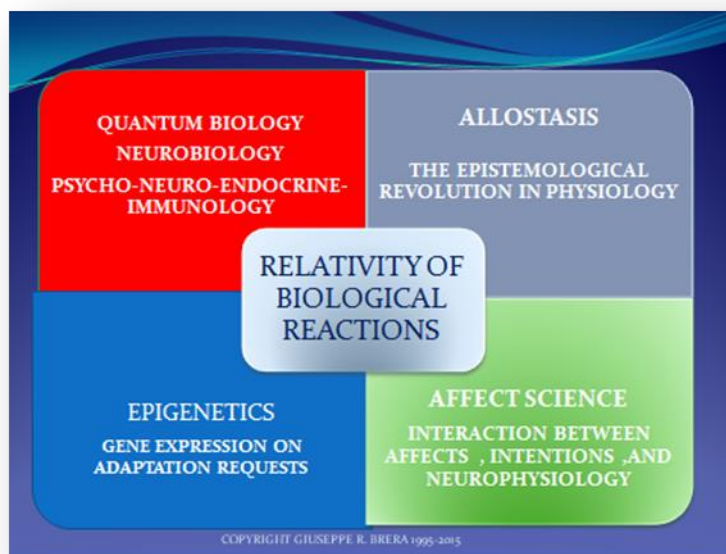 QUANTUM BIOLOGY
NEUROBIOLOGY
PSYCHO-NEURO-ENDOCRINE-
IMMUNOLOGY
ALLOSTASIS
THE EPISTEMOLOGICAL
REVOLUTION IN PHYSIOLOGY
RELATIVITY OF
BIOLOGICAL
REACTIONS
EPIGENETICS
GENE EXPRESSION ON
ADAPTATION REQUESTS
AFFECT SCIENCE
INTERACTION BETWEEN
AFFECTS , INTENTIONS ,AND
NEUROPHYSIOLOGY
COPYRIGHT GIUSEPPE R. BRERA 1995-2015